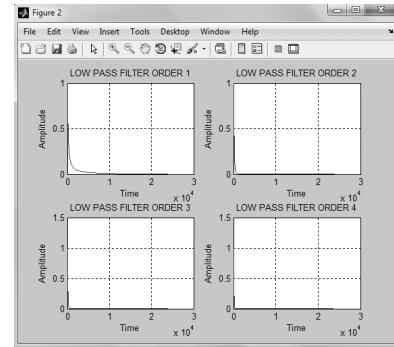 Figure 2
File Edit View Insert Tools Desktop Window Help
LOW PASS FILTER ORDER 1
Amplitude
1
0.5
0
0 1 2 3
Time
x 10^4
LOW PASS FILTER ORDER 2
Amplitude
1
0.5
0
0 1 2 3
Time
x 10^4
LOW PASS FILTER ORDER 3
Amplitude
1.5
1
0.5
0
0 1 2 3
Time
x 10^4
LOW PASS FILTER ORDER 4
Amplitude
1.5
1
0.5
0
0 1 2 3
Time
x 10^4